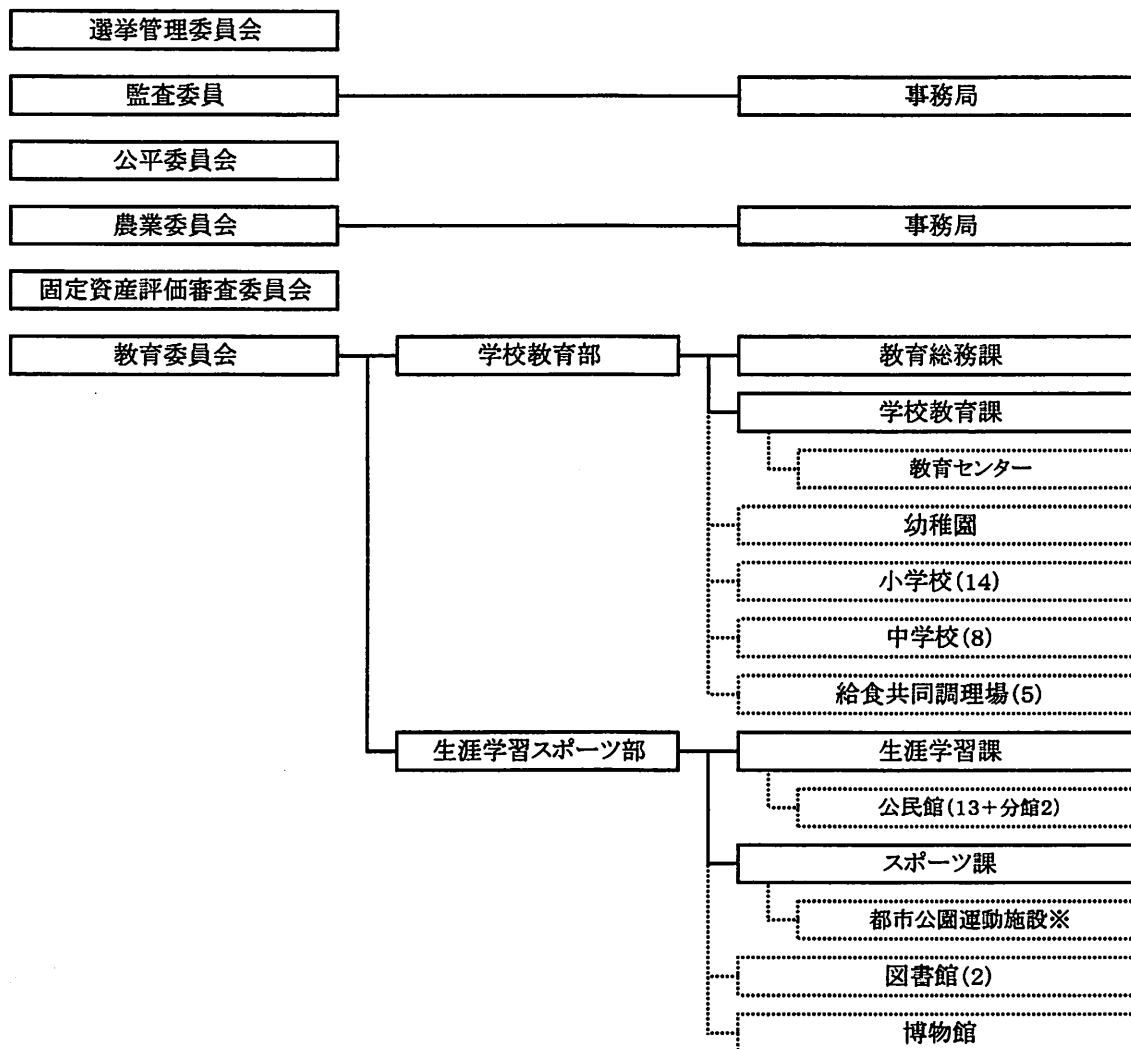 選挙管理委員会
監査委員 事務局
公平委員会
農業委員会 事務局
固定資産評価審査委員会
教育委員会 学校教育部 教育総務課
学校教育課
教育センター
幼稚園
小学校(14)
中学校(8)
給食共同調理場(5)
生涯学習スポーツ部 生涯学習課
公民館(13+分館2)
スポーツ課
都市公園運動施設※
図書館(2)
博物館